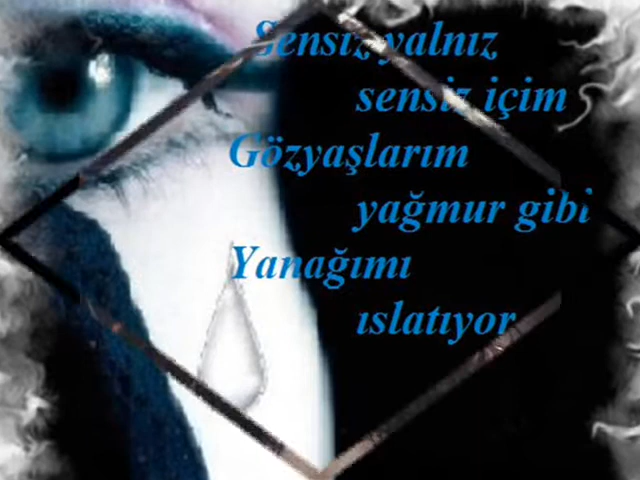 Sensiz yalnız
sensiz içim
Gözyaşlarım
yağmur gibi
Yanağımı
ıslatıyor